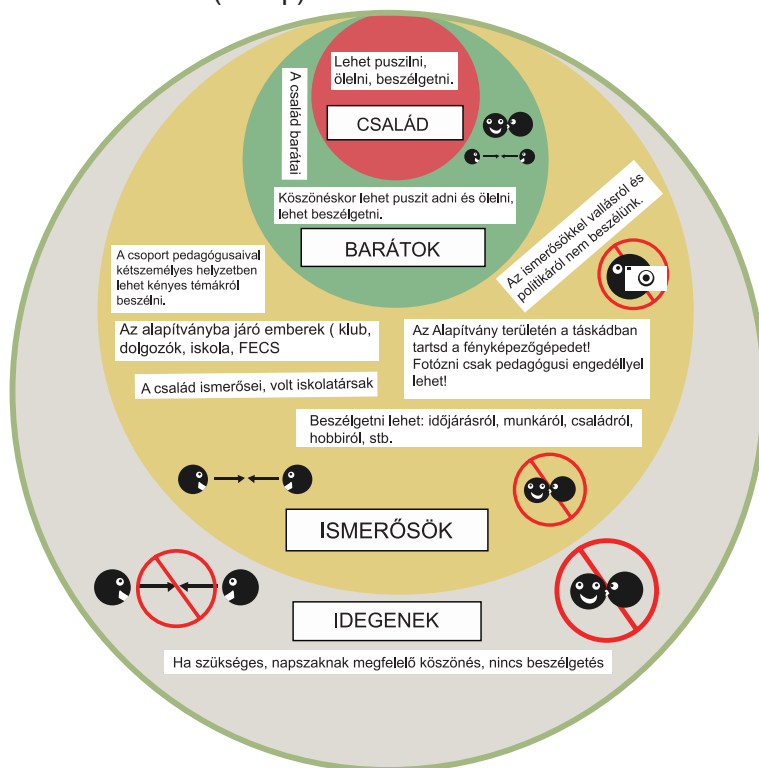 Lehet puszilni,
ölelni, beszélgetni.
CSALÁD
A család barátai
Köszönéskor lehet puszit adni és ölelni,
lehet beszélgetni.
BARÁTOK
Az ismerősökkel vallásról és
politikáról nem beszélünk.
A csoport pedagógusaival
kétszemélyes helyzetben
lehet kényes témákról
beszélni.
Az alapítványba járó emberek ( klub,
dolgozók, iskola, FECS
Az Alapítvány területén a táskádban
tartsd a fényképezőgépedet!
Fotózni csak pedagógusi engedéllyel
lehet!
A család ismerősei, volt iskolatársak
Beszélgetni lehet: időjárásról, munkáról, családról,
hobbiról, stb.
ISMERŐSÖK
IDEGENEK
Ha szükséges, napszaknak megfelelő köszönés, nincs beszélgetés